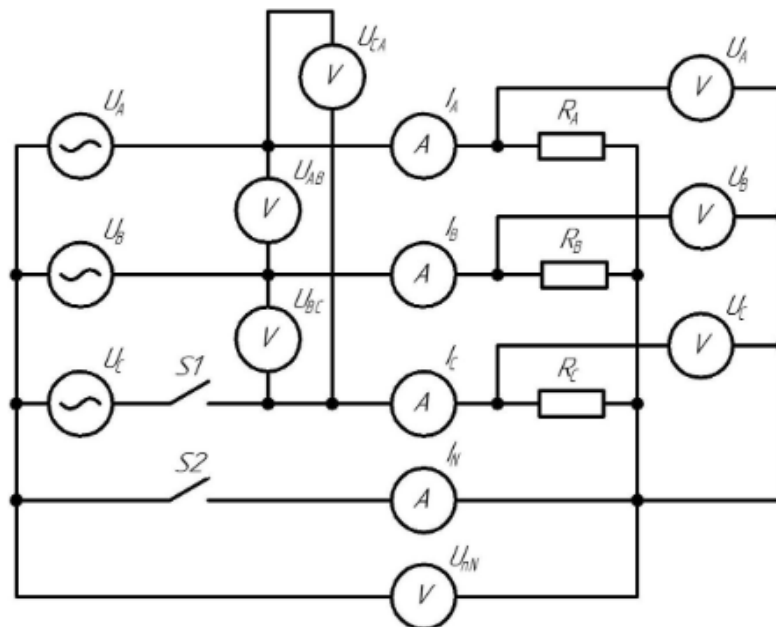 U_CA
V
U_A
U_A
I_A
R_A
V
A
U_AB
V
U_B
U_B
I_B
R_B
V
A
U_BC
V
U_C
U_C
S1
I_C
R_C
V
A
S2
I_N
A
U_nN
V